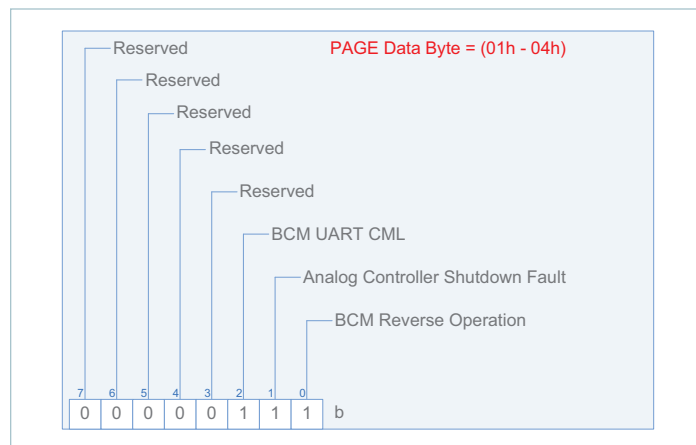 Reserved PAGE Data Byte = (01h - 04h)
Reserved
Reserved
Reserved
Reserved
BCM UART CML
Analog Controller Shutdown Fault
BCM Reverse Operation
7 6 5 4 3 2 1 0
0 0 0 0 0 1 1 1 b